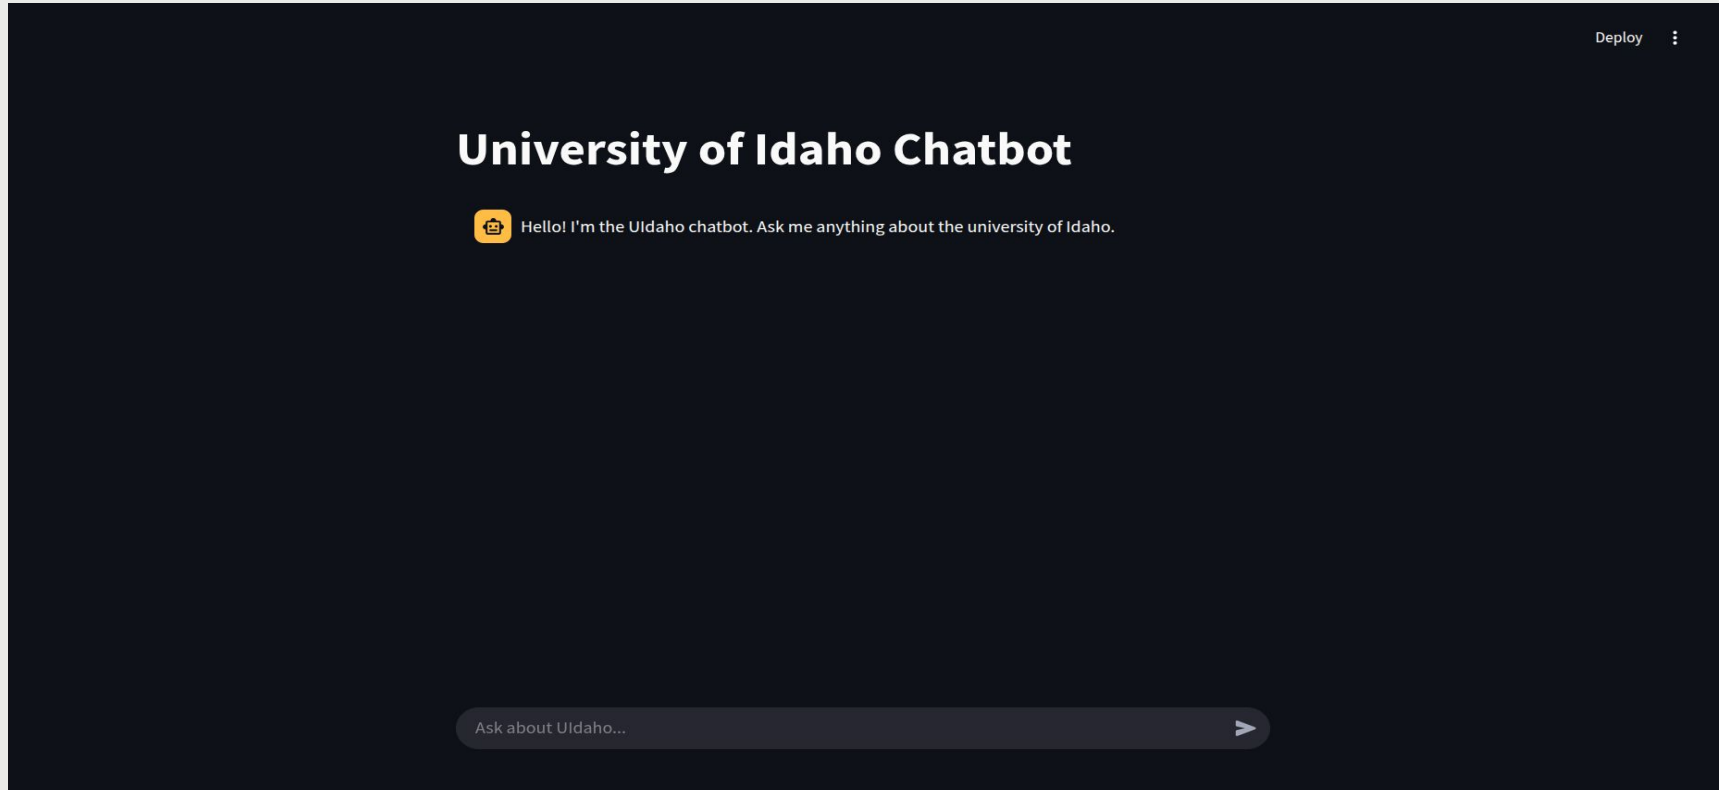 Deploy
University of Idaho Chatbot
Hello! I'm the UIdaho chatbot. Ask me anything about the university of Idaho.
Ask about UIdaho...